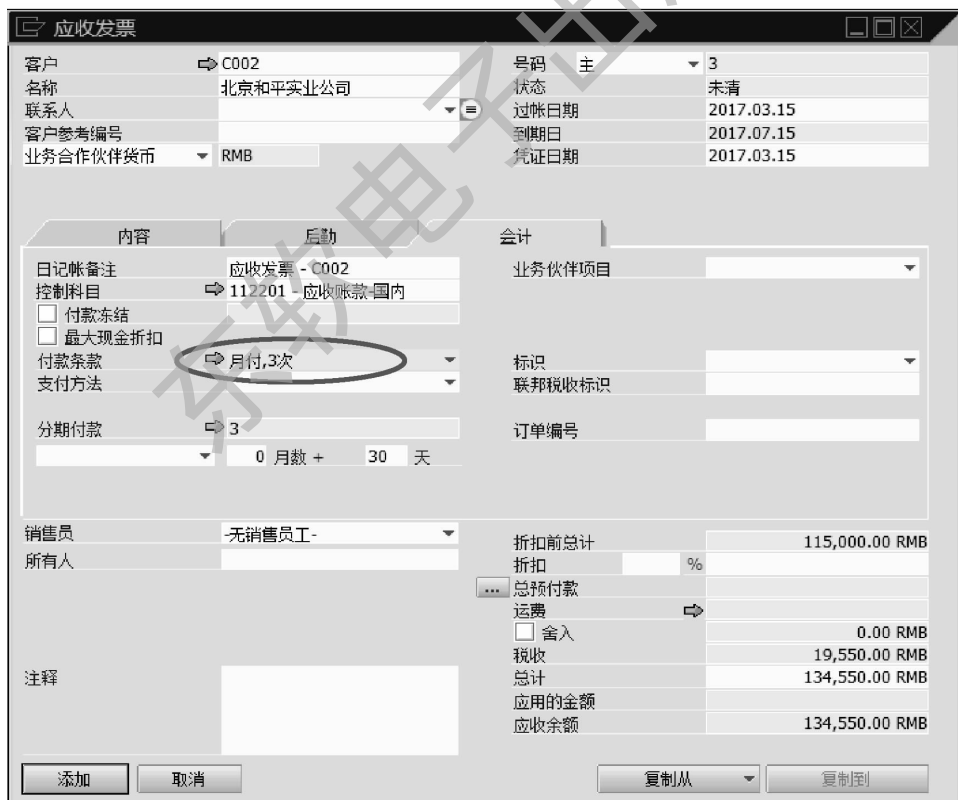 应收发票
客户 C002
名称 北京和平实业公司
联系人
客户参考编号
业务合作伙伴货币 RMB
号码 主 3
状态 未清
过帐日期 2017.03.15
到期日 2017.07.15
凭证日期 2017.03.15
内容 后勤 会计
日记帐备注 应收发票 - C002
控制科目 112201 - 应收账款-国内
付款冻结
最大现金折扣
付款条款 月付,3次
支付方法
分期付款 3
0 月数 + 30 天
业务伙伴项目
标识
联邦税收标识
订单编号
销售员 -无销售员工-
所有人
注释
折扣前总计 115,000.00 RMB
折扣 %
... 总预付款
运费
舍入 0.00 RMB
税收 19,550.00 RMB
总计 134,550.00 RMB
应用的金额
应收余额 134,550.00 RMB
添加 取消 复制从 复制到
东软电子出